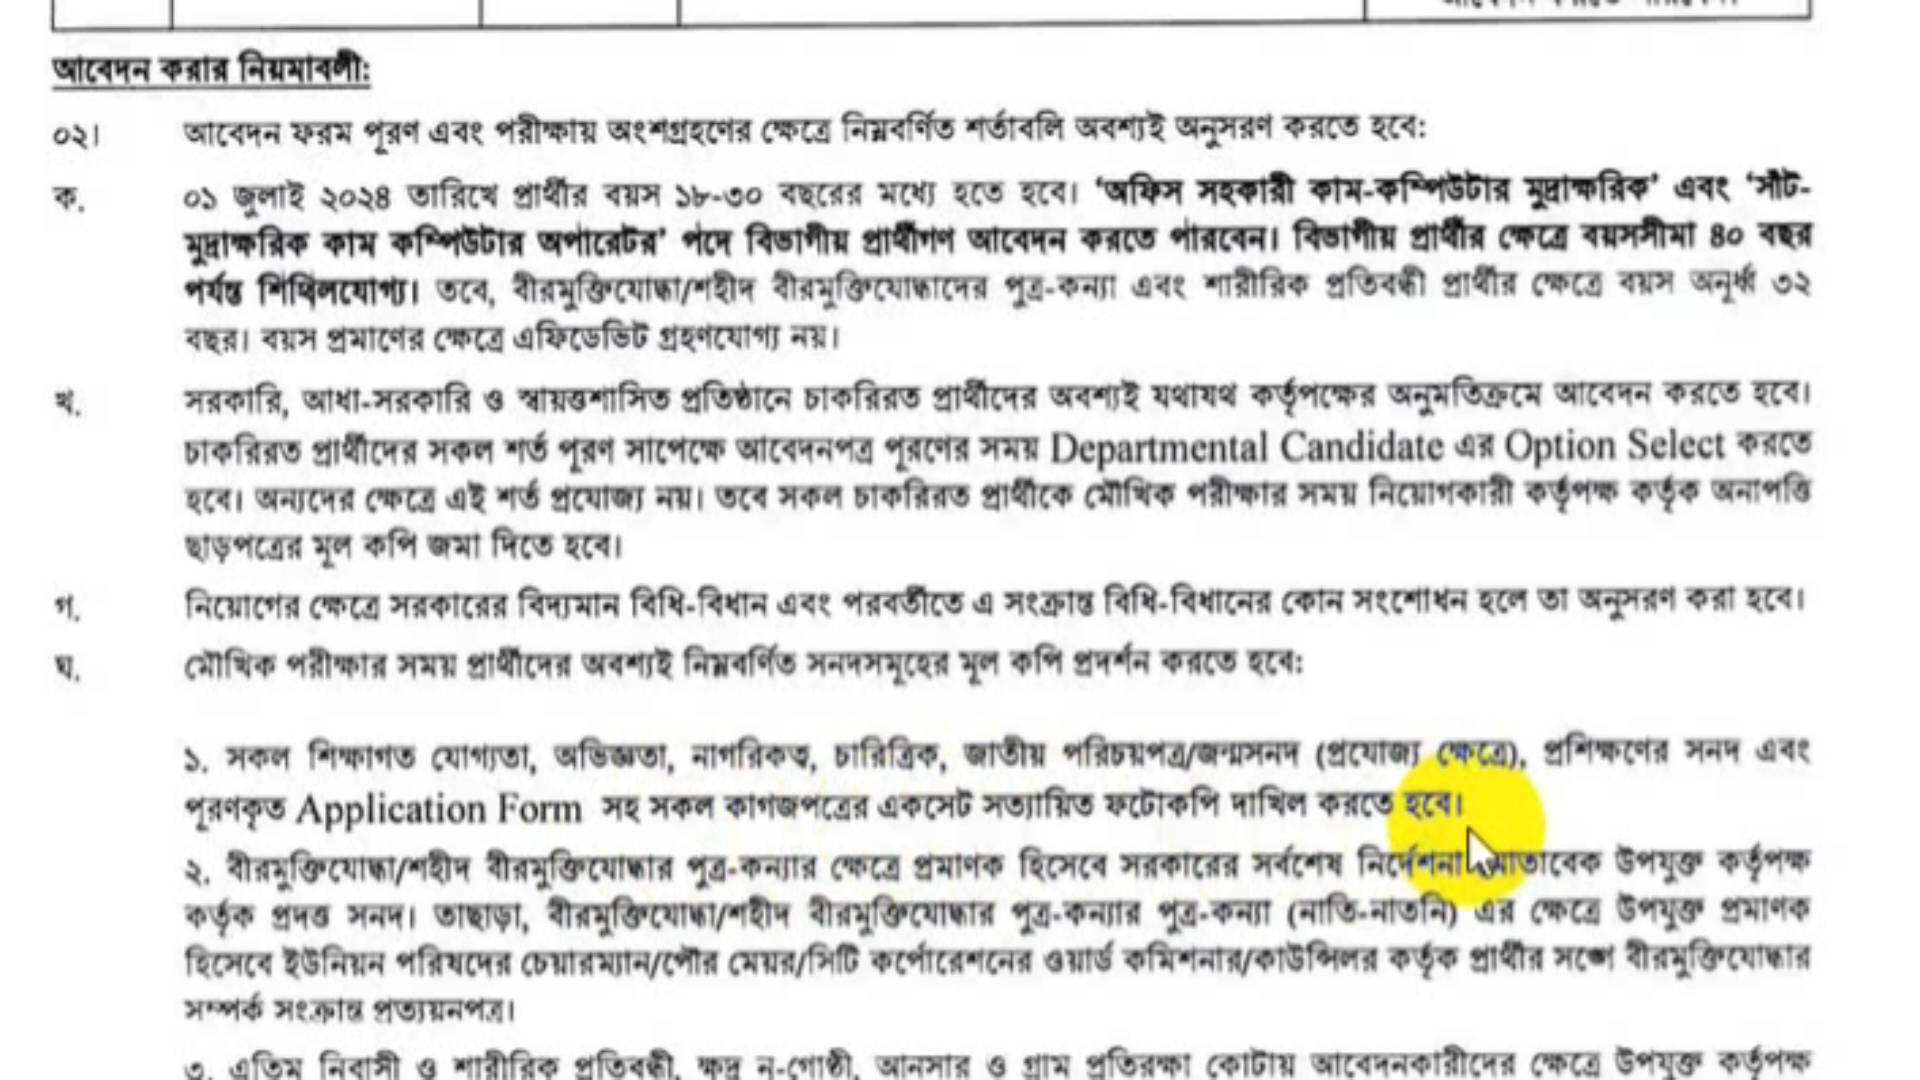 আবেদন করতে পারবেন।
আবেদন করার নিয়মাবলী:
০২। আবেদন ফরম পূরণ এবং পরীক্ষায় অংশগ্রহণের ক্ষেত্রে নিম্নবর্ণিত শর্তাবলি অবশ্যই অনুসরণ করতে হবে:
ক. ০১ জুলাই ২০২৪ তারিখে প্রার্থীর বয়স ১৮-৩০ বছরের মধ্যে হতে হবে। ‘অফিস সহকারী কাম-কম্পিউটার মুদ্রাক্ষরিক’ এবং ‘সাঁট-
মুদ্রাক্ষরিক কাম কম্পিউটার অপারেটর’ পদে বিভাগীয় প্রার্থীগণ আবেদন করতে পারবেন। বিভাগীয় প্রার্থীর ক্ষেত্রে বয়সসীমা ৪০ বছর
পর্যন্ত শিথিলযোগ্য। তবে, বীরমুক্তিযোদ্ধা/শহীদ বীরমুক্তিযোদ্ধাদের পুত্র-কন্যা এবং শারীরিক প্রতিবন্ধী প্রার্থীর ক্ষেত্রে বয়স অনূর্ধ্ব ৩২
বছর। বয়স প্রমাণের ক্ষেত্রে এফিডেভিট গ্রহণযোগ্য নয়।
খ. সরকারি, আধা-সরকারি ও স্বায়ত্তশাসিত প্রতিষ্ঠানে চাকরিরত প্রার্থীদের অবশ্যই যথাযথ কর্তৃপক্ষের অনুমতিক্রমে আবেদন করতে হবে।
চাকরিরত প্রার্থীদের সকল শর্ত পূরণ সাপেক্ষে আবেদনপত্র পূরণের সময় Departmental Candidate এর Option Select করতে
হবে। অন্যদের ক্ষেত্রে এই শর্ত প্রযোজ্য নয়। তবে সকল চাকরিরত প্রার্থীকে মৌখিক পরীক্ষার সময় নিয়োগকারী কর্তৃপক্ষ কর্তৃক অনাপত্তি
ছাড়পত্রের মূল কপি জমা দিতে হবে।
গ. নিয়োগের ক্ষেত্রে সরকারের বিদ্যমান বিধি-বিধান এবং পরবর্তীতে এ সংক্রান্ত বিধি-বিধানের কোন সংশোধন হলে তা অনুসরণ করা হবে।
ঘ. মৌখিক পরীক্ষার সময় প্রার্থীদের অবশ্যই নিম্নবর্ণিত সনদসমূহের মূল কপি প্রদর্শন করতে হবে:
১. সকল শিক্ষাগত যোগ্যতা, অভিজ্ঞতা, নাগরিকত্ব, চারিত্রিক, জাতীয় পরিচয়পত্র/জন্মসনদ (প্রযোজ্য ক্ষেত্রে), প্রশিক্ষণের সনদ এবং
পূরণকৃত Application Form সহ সকল কাগজপত্রের একসেট সত্যায়িত ফটোকপি দাখিল করতে হবে।
২. বীরমুক্তিযোদ্ধা/শহীদ বীরমুক্তিযোদ্ধার পুত্র-কন্যার ক্ষেত্রে প্রমাণক হিসেবে সরকারের সর্বশেষ নির্দেশনা মোতাবেক উপযুক্ত কর্তৃপক্ষ
কর্তৃক প্রদত্ত সনদ। তাছাড়া, বীরমুক্তিযোদ্ধা/শহীদ বীরমুক্তিযোদ্ধার পুত্র-কন্যার পুত্র-কন্যা (নাতি-নাতনি) এর ক্ষেত্রে উপযুক্ত প্রমাণক
হিসেবে ইউনিয়ন পরিষদের চেয়ারম্যান/পৌর মেয়র/সিটি কর্পোরেশনের ওয়ার্ড কমিশনার/কাউন্সিলর কর্তৃক প্রার্থীর সঙ্গে বীরমুক্তিযোদ্ধার
সম্পর্ক সংক্রান্ত প্রত্যয়নপত্র।
৩. এতিম নিবাসী ও শারীরিক প্রতিবন্ধী, ক্ষুদ্র নৃ-গোষ্ঠী, আনসার ও গ্রাম প্রতিরক্ষা কোটায় আবেদনকারীদের ক্ষেত্রে উপযুক্ত কর্তৃপক্ষ